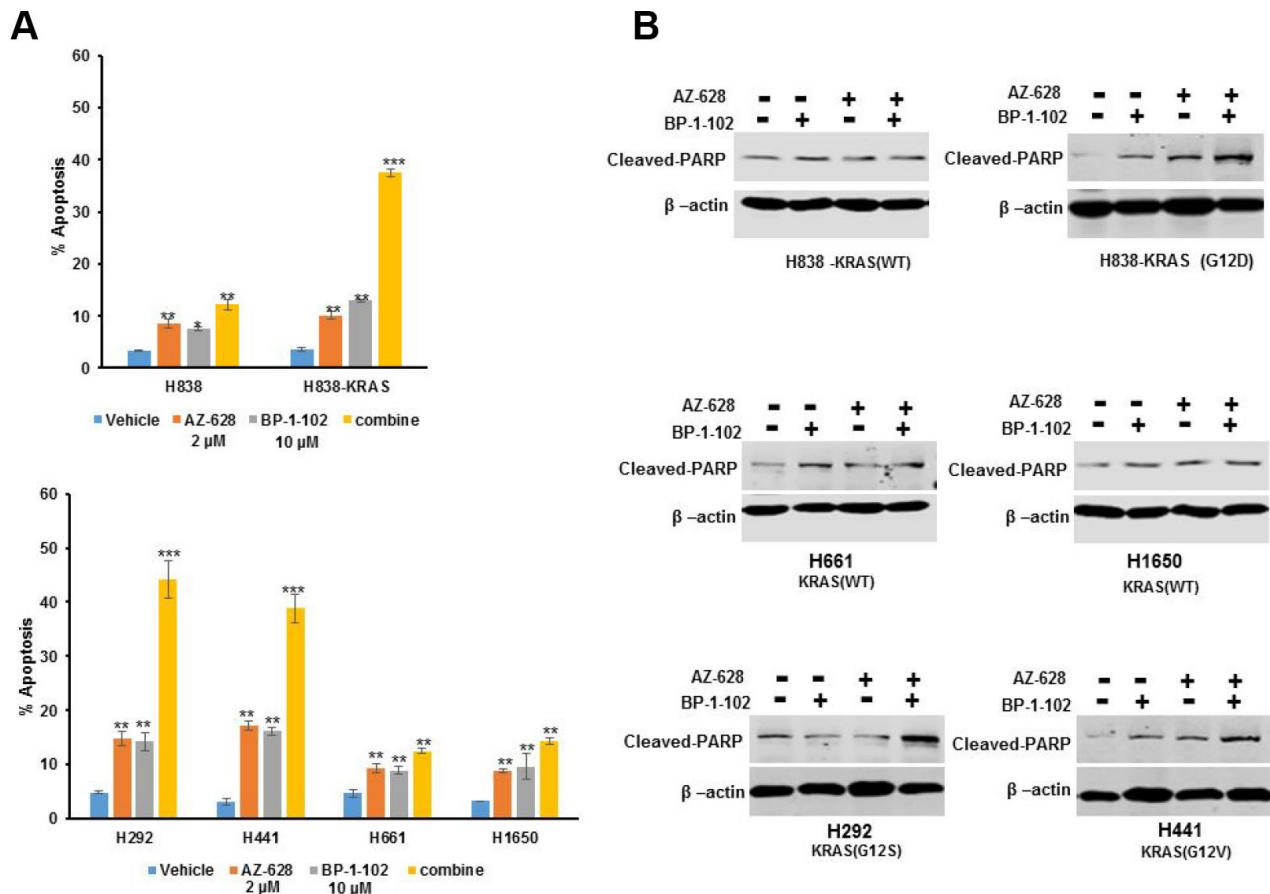 A
60
50
40
30
20
10
0
% Apoptosis
** * ** ***
** ** ***
H838 H838-KRAS
Vehicle AZ-628 BP-1-102 combine
2 µM 10 µM
60
50
40
30
20
10
0
% Apoptosis
** ** ***
** ** ***
** ** **
** ** **
H292 H441 H661 H1650
Vehicle AZ-628 BP-1-102 combine
2 µM 10 µM
B
AZ-628 - - + +
BP-1-102 - + - +
Cleaved-PARP
β –actin
H838 -KRAS(WT)
AZ-628 - - + +
BP-1-102 - + - +
Cleaved-PARP
β –actin
H838-KRAS (G12D)
AZ-628 - - + +
BP-1-102 - + - +
Cleaved-PARP
β –actin
H661
KRAS(WT)
AZ-628 - - + +
BP-1-102 - + - +
Cleaved-PARP
β –actin
H1650
KRAS(WT)
AZ-628 - - + +
BP-1-102 - + - +
Cleaved-PARP
β –actin
H292
KRAS(G12S)
AZ-628 - - + +
BP-1-102 - + - +
Cleaved-PARP
β –actin
H441
KRAS(G12V)